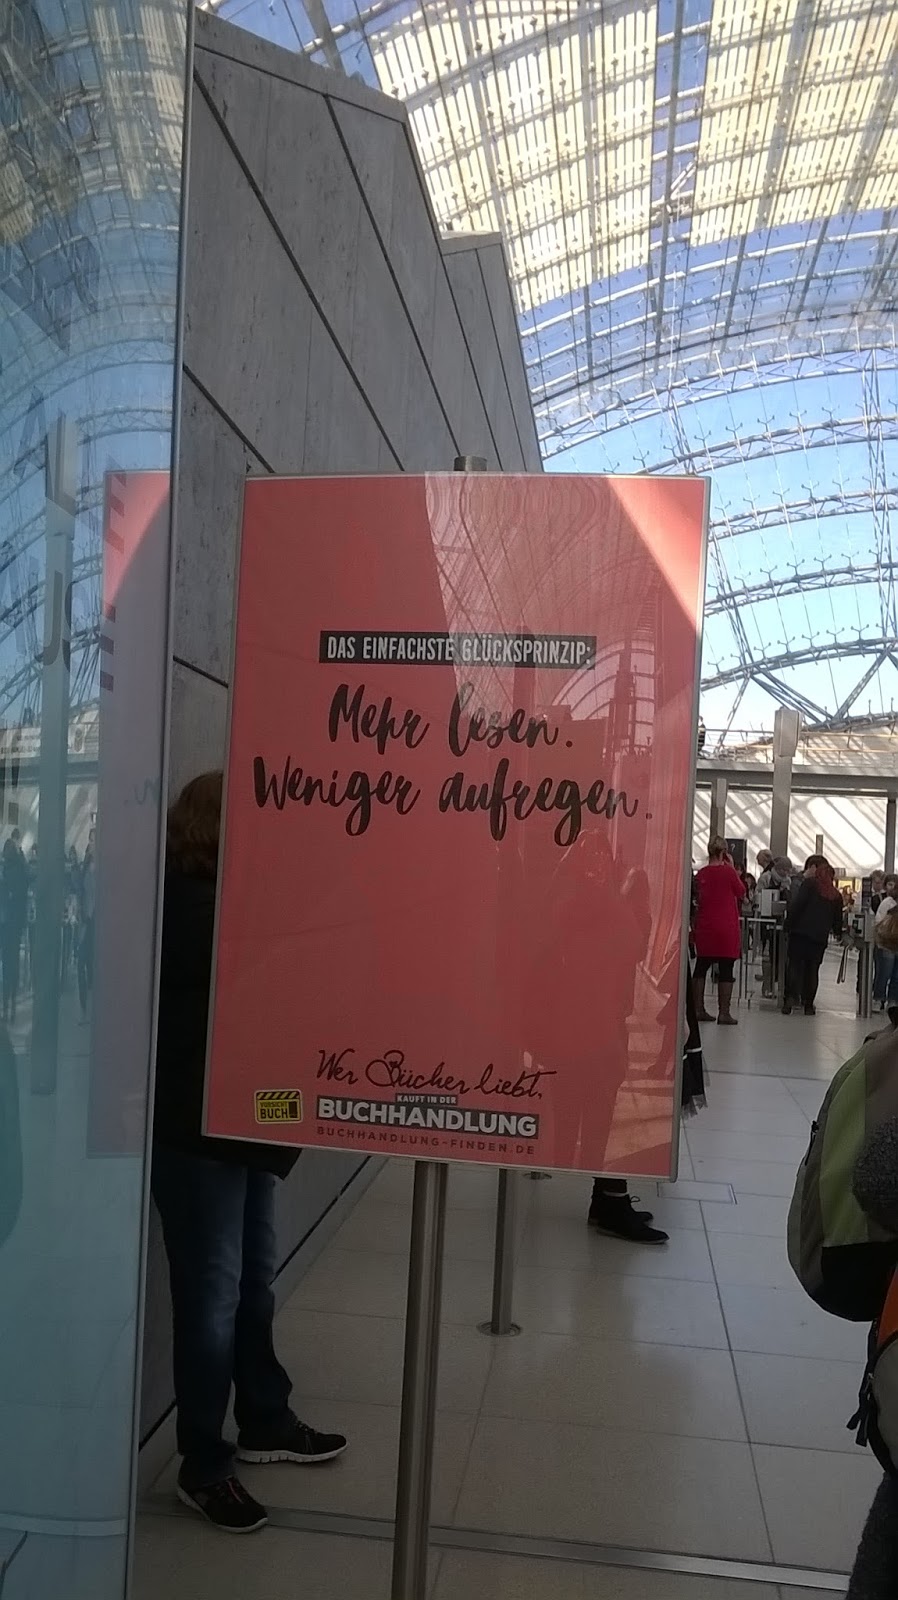 DAS EINFACHSTE GLÜCKSPRINZIP:
Mehr lesen.
Weniger aufregen.
Wer Bücher liebt,
KAUFT IN DER
BUCHHANDLUNG
BUCHHANDLUNG-FINDEN.DE
VORSICHT
BUCH!